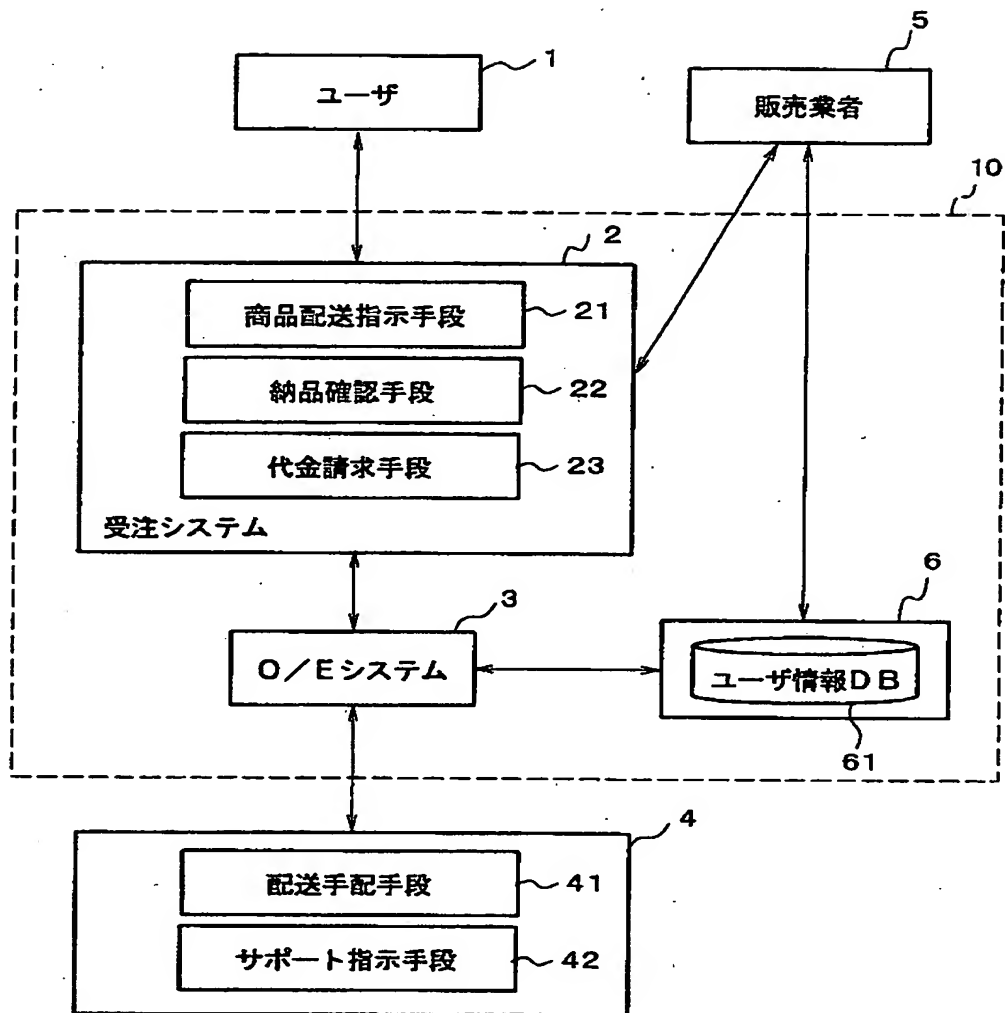 1
ユーザ
5
販売業者
10
2
商品配送指示手段
21
納品確認手段
22
代金請求手段
23
受注システム
3
O/Eシステム
6
ユーザ情報DB
61
4
配送手配手段
41
サポート指示手段
42